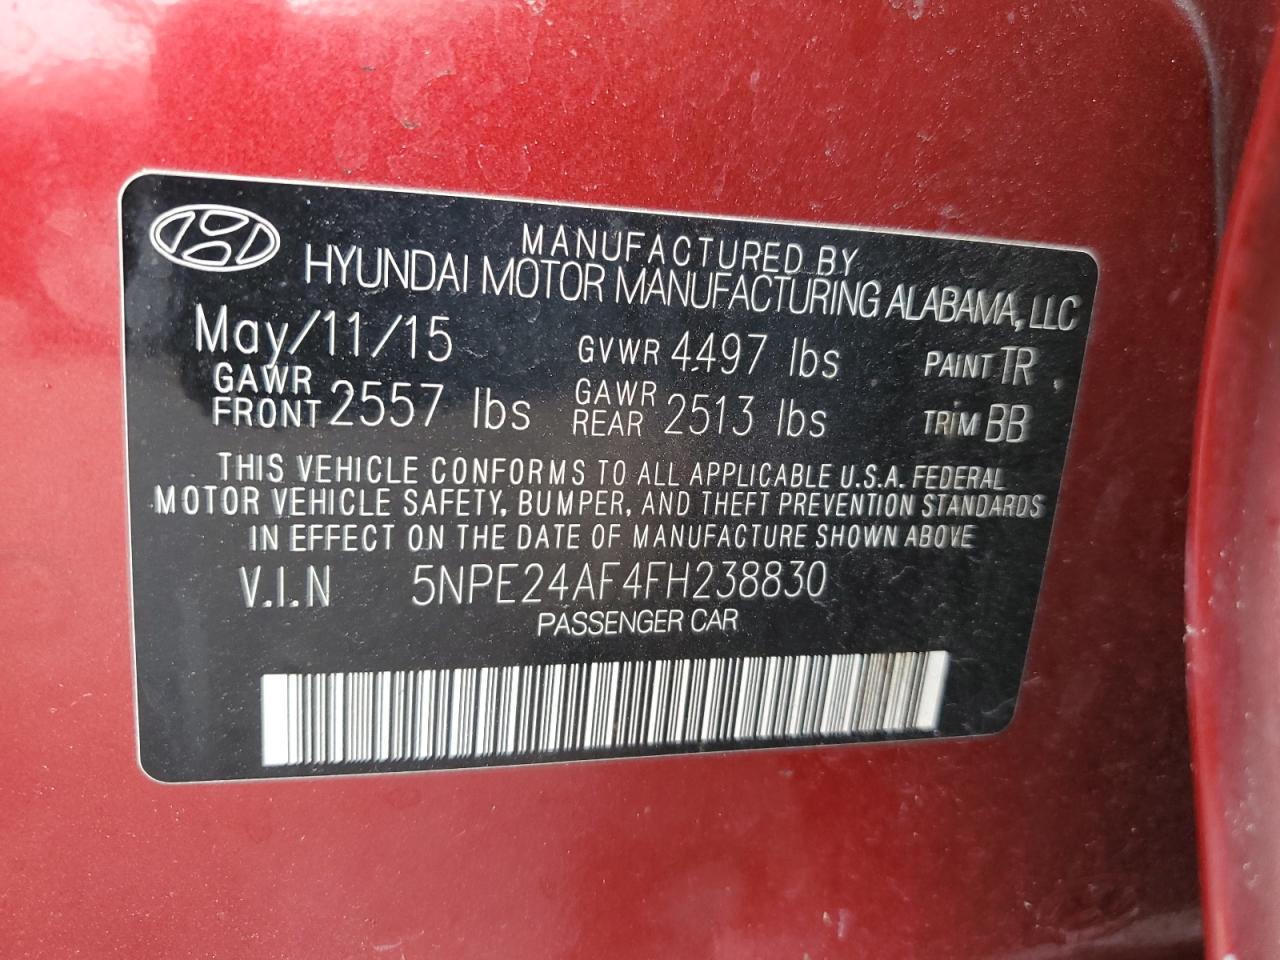 MANUFACTURED BY
HYUNDAI MOTOR MANUFACTURING ALABAMA, LLC
May/11/15 GVWR 4497 lbs PAINT TR
GAWR FRONT 2557 lbs GAWR REAR 2513 lbs TRIM BB
THIS VEHICLE CONFORMS TO ALL APPLICABLE U.S.A. FEDERAL
MOTOR VEHICLE SAFETY, BUMPER, AND THEFT PREVENTION STANDARDS
IN EFFECT ON THE DATE OF MANUFACTURE SHOWN ABOVE
V.I.N 5NPE24AF4FH238830
PASSENGER CAR